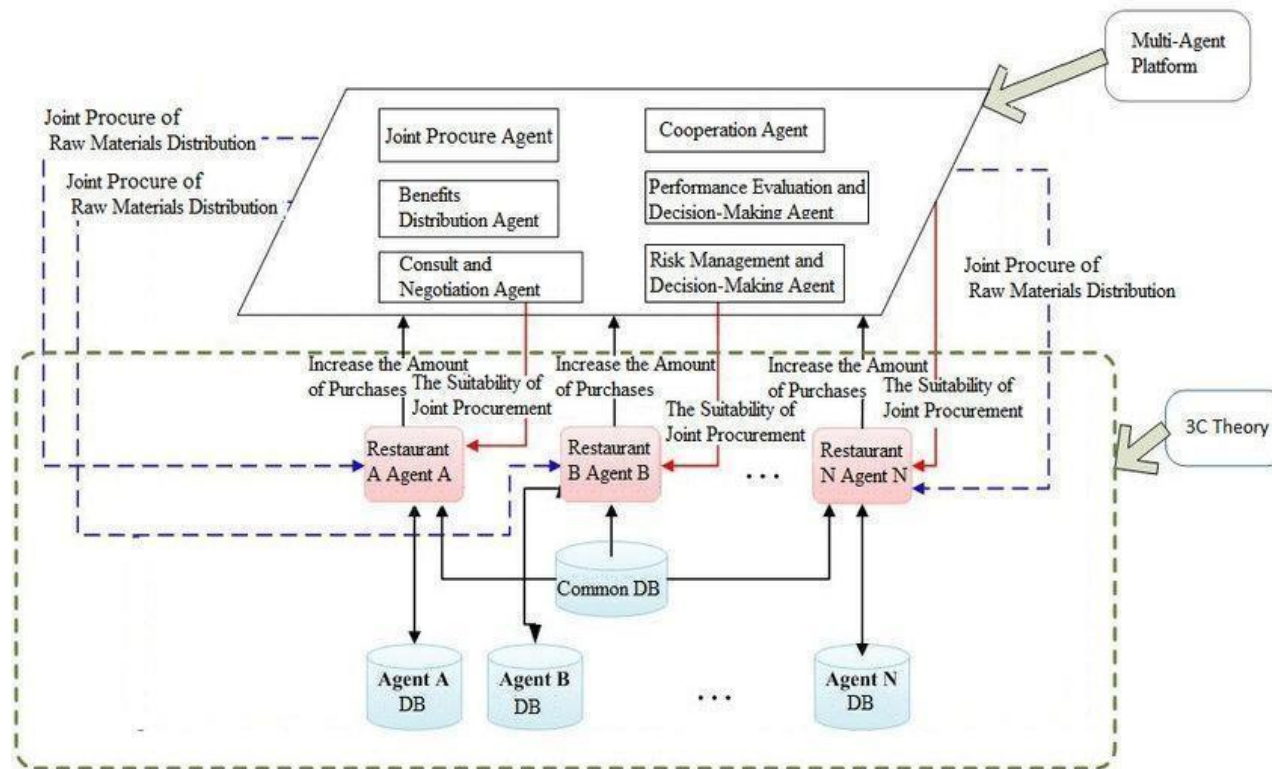 Multi-Agent
Platform
Joint Procure of
Raw Materials Distribution
Joint Procure of
Raw Materials Distribution
Joint Procure Agent
Cooperation Agent
Benefits
Distribution Agent
Performance Evaluation and
Decision-Making Agent
Consult and
Negotiation Agent
Risk Management and
Decision-Making Agent
Joint Procure of
Raw Materials Distribution
Increase the Amount
of Purchases
The Suitability of
Joint Procurement
Increase the Amount
of Purchases
The Suitability of
Joint Procurement
Increase the Amount
of Purchases
The Suitability of
Joint Procurement
3C Theory
Restaurant
A Agent A
Restaurant
B Agent B
...
Restaurant
N Agent N
Common DB
Agent A
DB
Agent B
DB
...
Agent N
DB